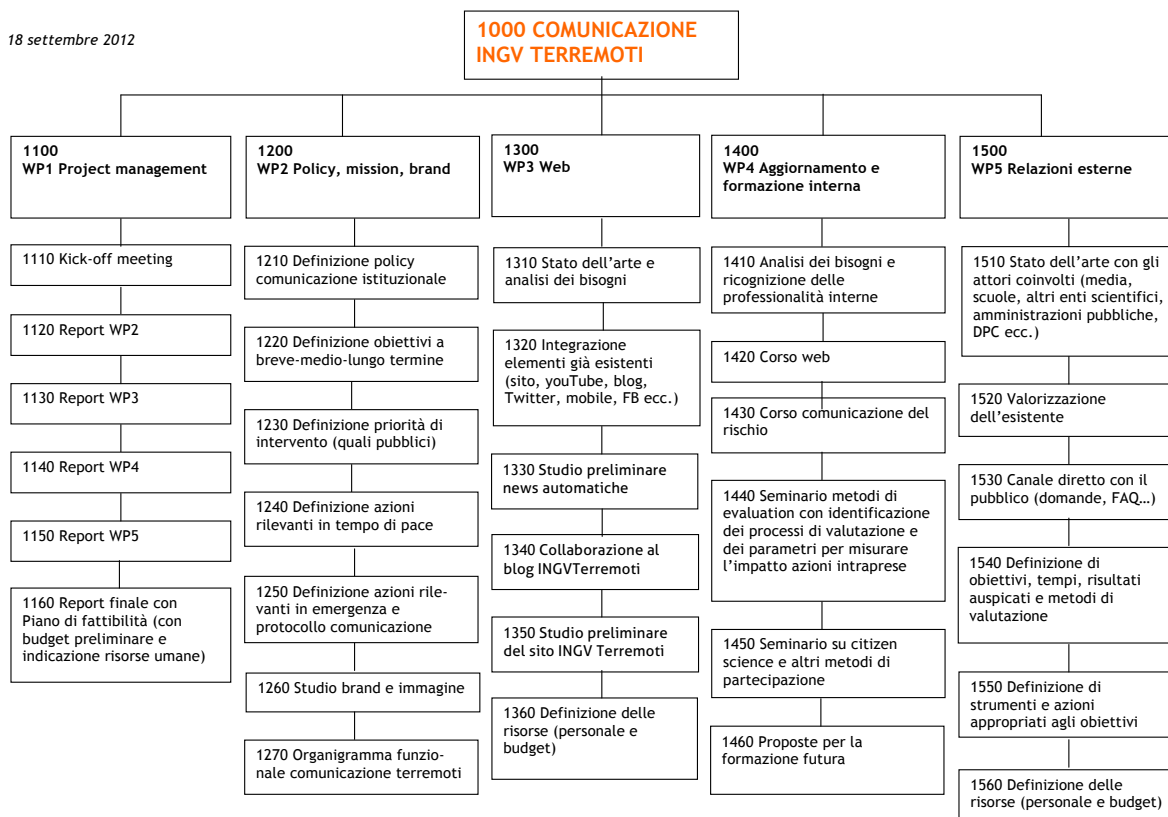 18 settembre 2012
1000 COMUNICAZIONE
INGV TERREMOTI
1100
WP1 Project management
1110 Kick-off meeting
1120 Report WP2
1130 Report WP3
1140 Report WP4
1150 Report WP5
1160 Report finale con
Piano di fattibilità (con
budget preliminare e
indicazione risorse umane)
1200
WP2 Policy, mission, brand
1210 Definizione policy
comunicazione istituzionale
1220 Definizione obiettivi a
breve-medio-lungo termine
1230 Definizione priorità di
intervento (quali pubblici)
1240 Definizione azioni
rilevanti in tempo di pace
1250 Definizione azioni rile-
vanti in emergenza e
protocollo comunicazione
1260 Studio brand e immagine
1270 Organigramma funzio-
nale comunicazione terremoti
1300
WP3 Web
1310 Stato dell'arte e
analisi dei bisogni
1320 Integrazione
elementi già esistenti
(sito, youTube, blog,
Twitter, mobile, FB ecc.)
1330 Studio preliminare
news automatiche
1340 Collaborazione al
blog INGVTerremoti
1350 Studio preliminare
del sito INGV Terremoti
1360 Definizione delle
risorse (personale e
budget)
1400
WP4 Aggiornamento e
formazione interna
1410 Analisi dei bisogni e
ricognizione delle
professionalità interne
1420 Corso web
1430 Corso comunicazione del
rischio
1440 Seminario metodi di
evaluation con identificazione
dei processi di valutazione e
dei parametri per misurare
l'impatto azioni intraprese
1450 Seminario su citizen
science e altri metodi di
partecipazione
1460 Proposte per la
formazione futura
1500
WP5 Relazioni esterne
1510 Stato dell'arte con gli
attori coinvolti (media,
scuole, altri enti scientifici,
amministrazioni pubbliche,
DPC ecc.)
1520 Valorizzazione
dell'esistente
1530 Canale diretto con il
pubblico (domande, FAQ…)
1540 Definizione di
obiettivi, tempi, risultati
auspicati e metodi di
valutazione
1550 Definizione di
strumenti e azioni
appropriati agli obiettivi
1560 Definizione delle
risorse (personale e budget)